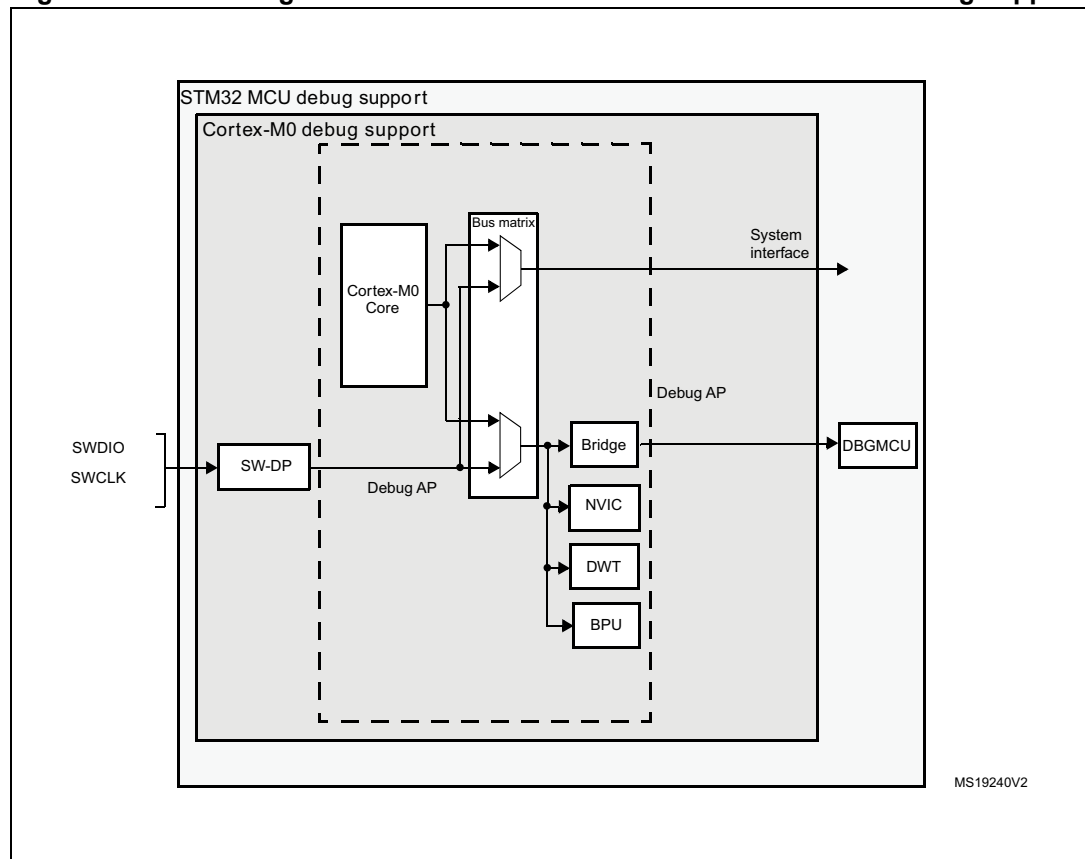 STM32 MCU debug support
Cortex-M0 debug support
Bus matrix
System
interface
Cortex-M0
Core
Debug AP
SWDIO
SWCLK
SW-DP
Debug AP
Bridge
DBGMCU
NVIC
DWT
BPU
MS19240V2